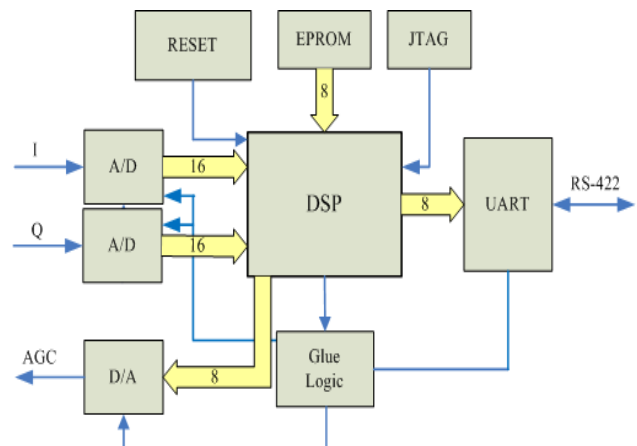 RESET
EPROM
JTAG
8
I
A/D
16
DSP
8
UART
RS-422
Q
A/D
16
AGC
D/A
8
Glue
Logic